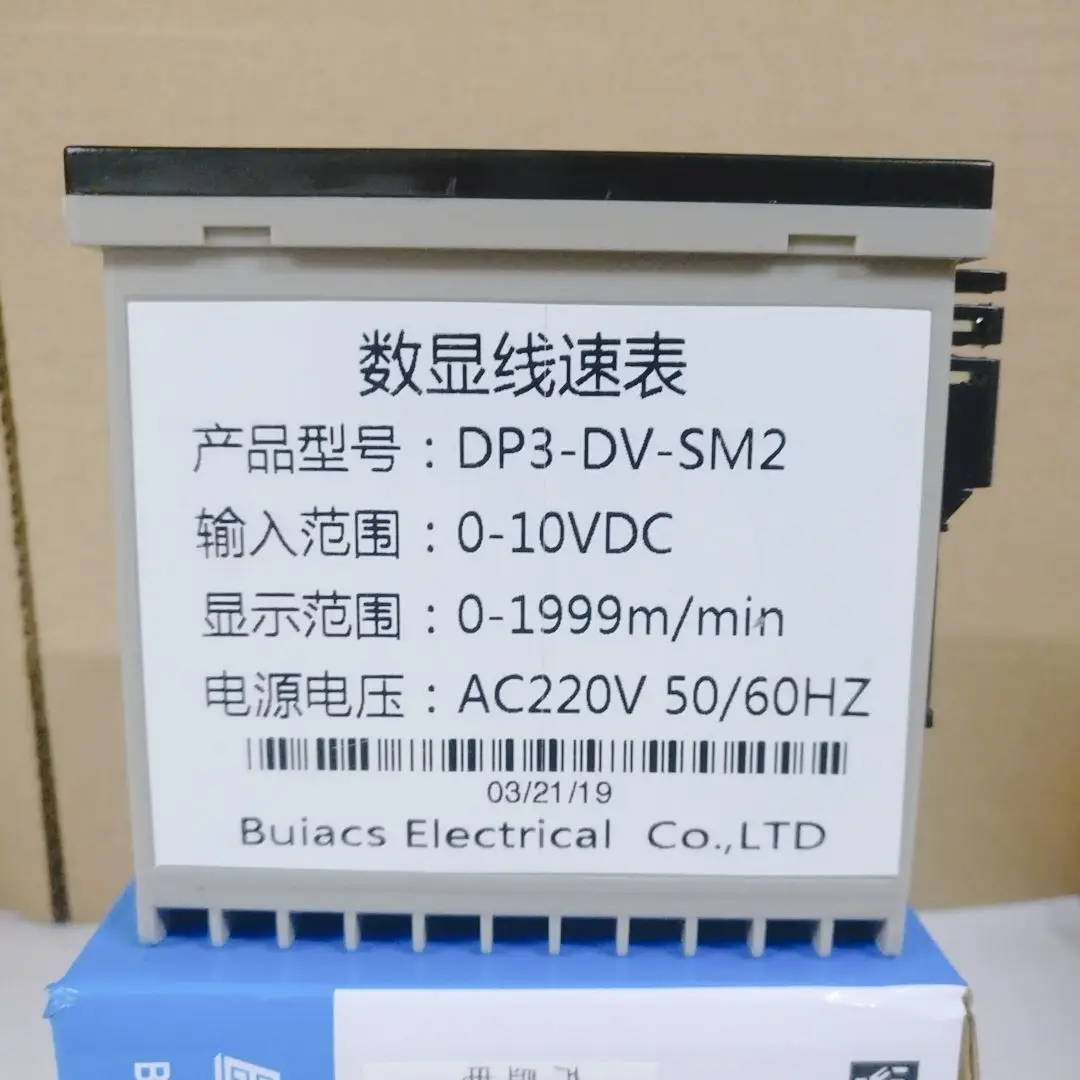 数显线速表
产品型号：DP3-DV-SM2
输入范围：0-10VDC
显示范围：0-1999m/min
电源电压：AC220V 50/60HZ
03/21/19
Buiacs Electrical Co.,LTD
B